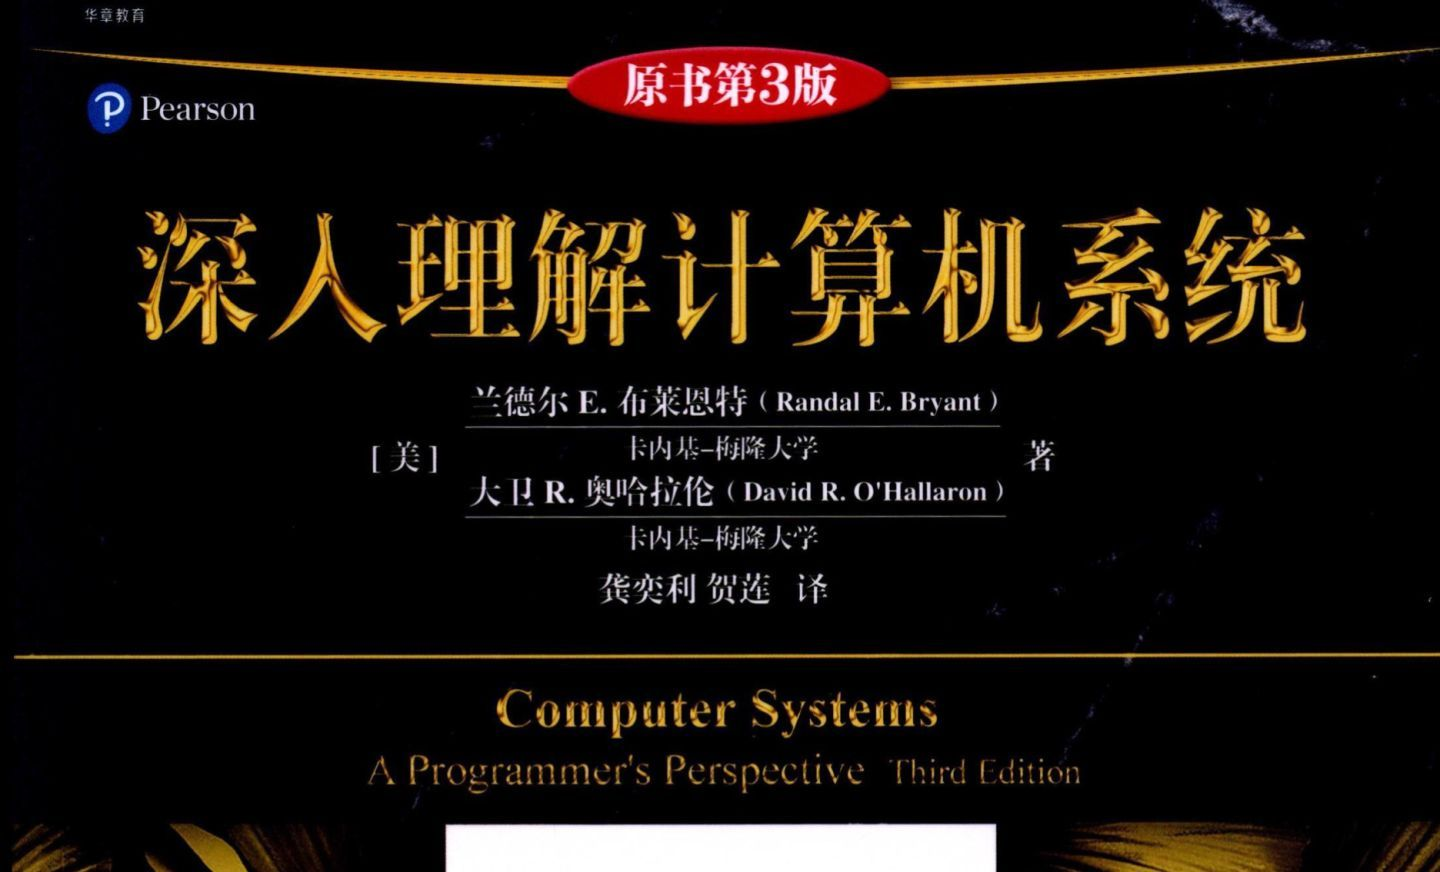 华章教育
原书第3版
Pearson
深入理解计算机系统
兰德尔 E. 布莱恩特（Randal E. Bryant）
卡内基-梅隆大学
[美]
著
大卫 R. 奥哈拉伦（David R. O'Hallaron）
卡内基-梅隆大学
龚奕利 贺莲 译
Computer Systems
A Programmer's Perspective Third Edition